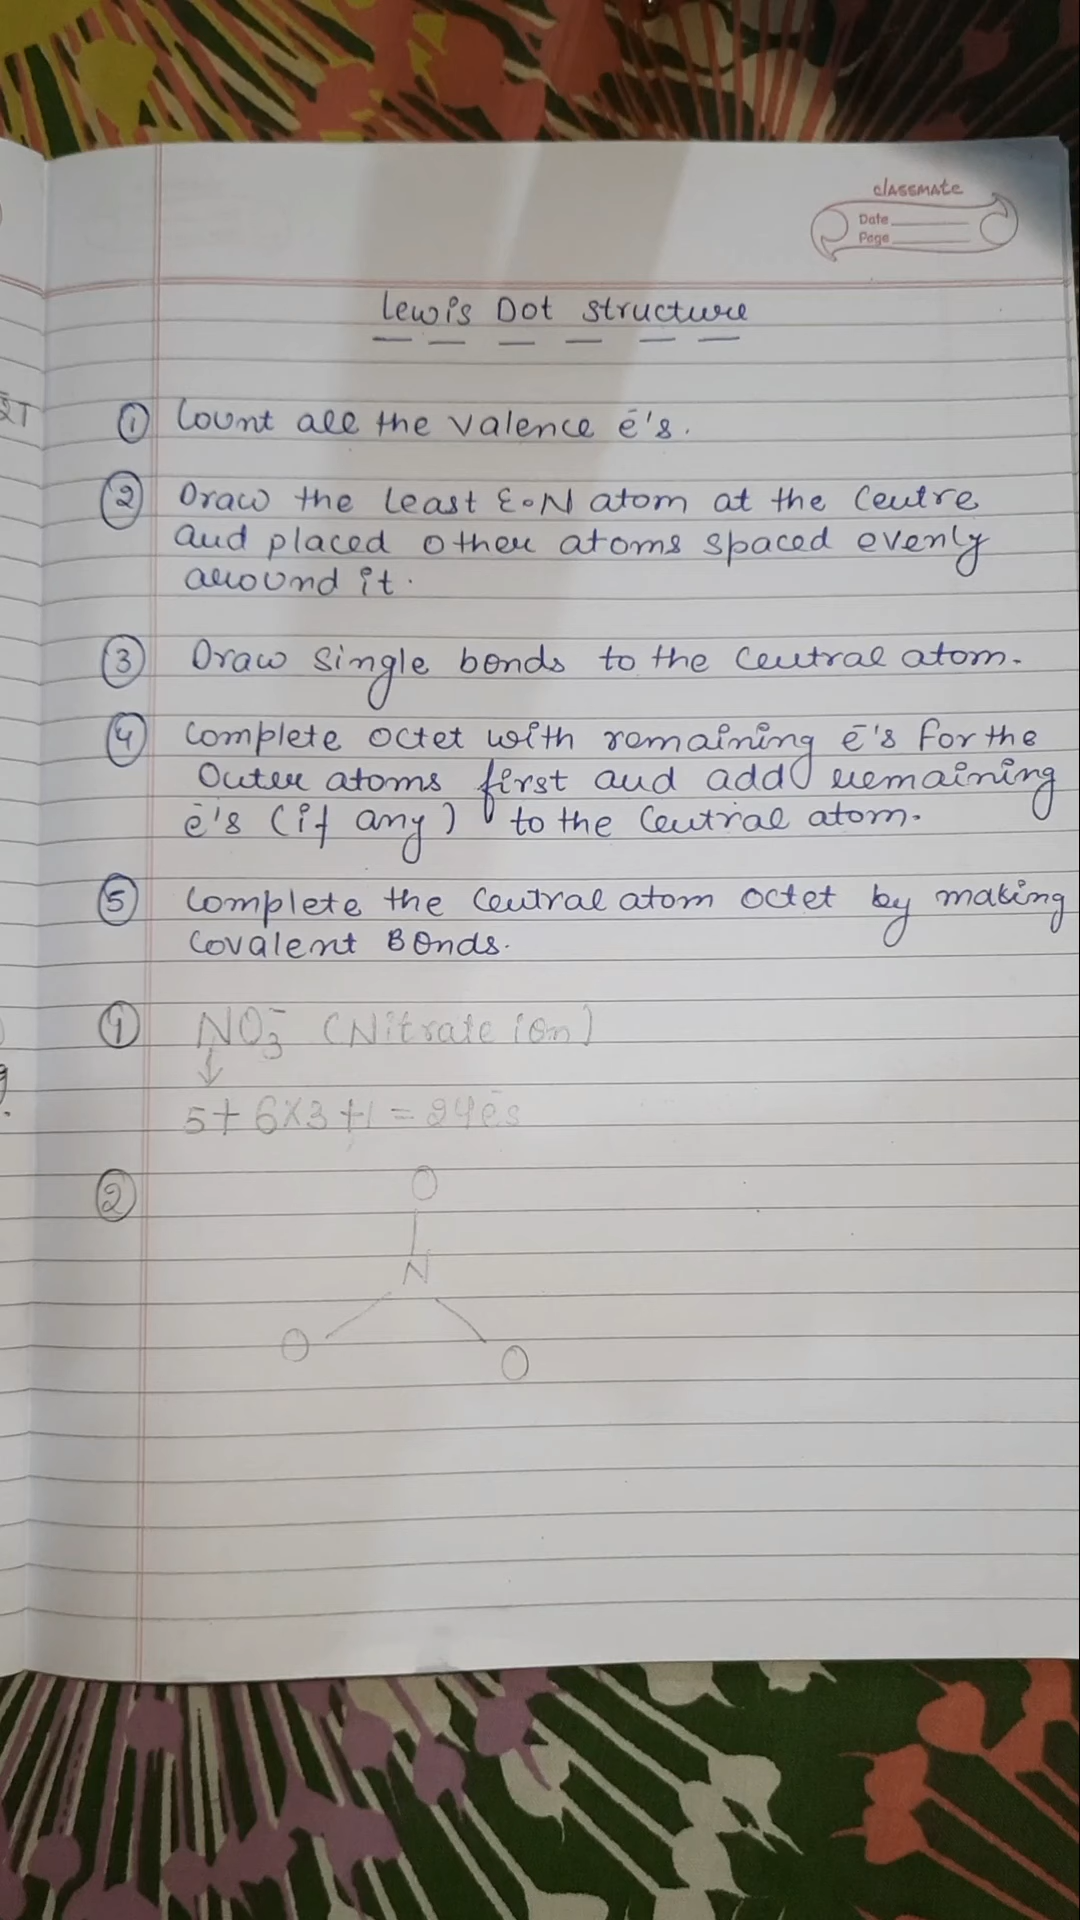 classmate
Date
Page
Lewis Dot structure
① Count all the valence ē's.
② Draw the least E.N atom at the centre
and placed other atoms spaced evenly
around it.
③ Draw single bonds to the central atom.
④ Complete octet with remaining ē's for the
outer atoms first and add remaining
ē's (if any) to the central atom.
⑤ Complete the central atom octet by making
covalent Bonds.
① NO₃⁻ (Nitrate ion)
↓
5+ 6×3 +1 = 24ēs
②
O
N
O
O